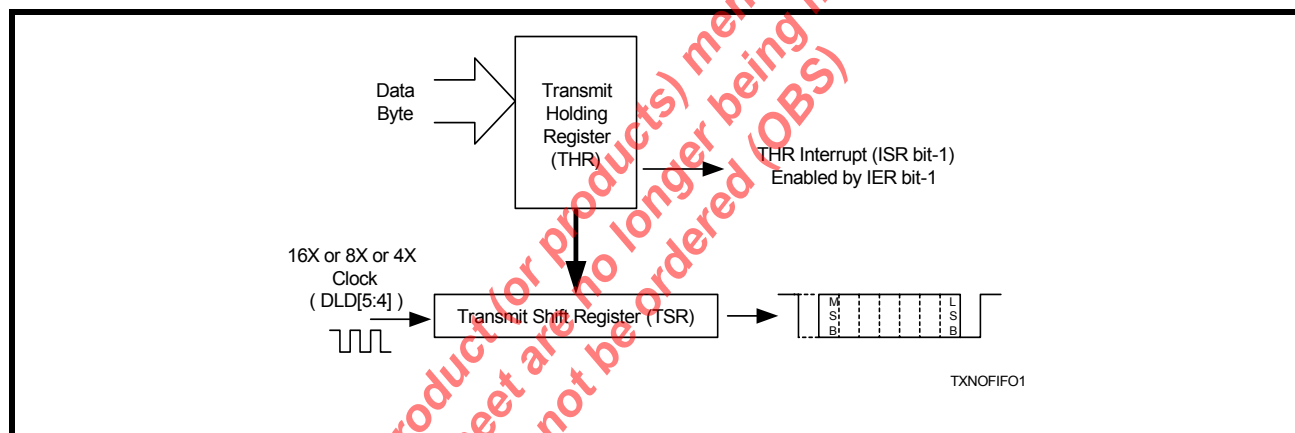 Data
Byte
Transmit
Holding
Register
(THR)
THR Interrupt (ISR bit-1)
Enabled by IER bit-1
16X or 8X or 4X
Clock
( DLD[5:4] )
Transmit Shift Register (TSR)
M
S
B
L
S
B
TXNOFIFO1
product (or products)
are no longer being
not be ordered (OBS)